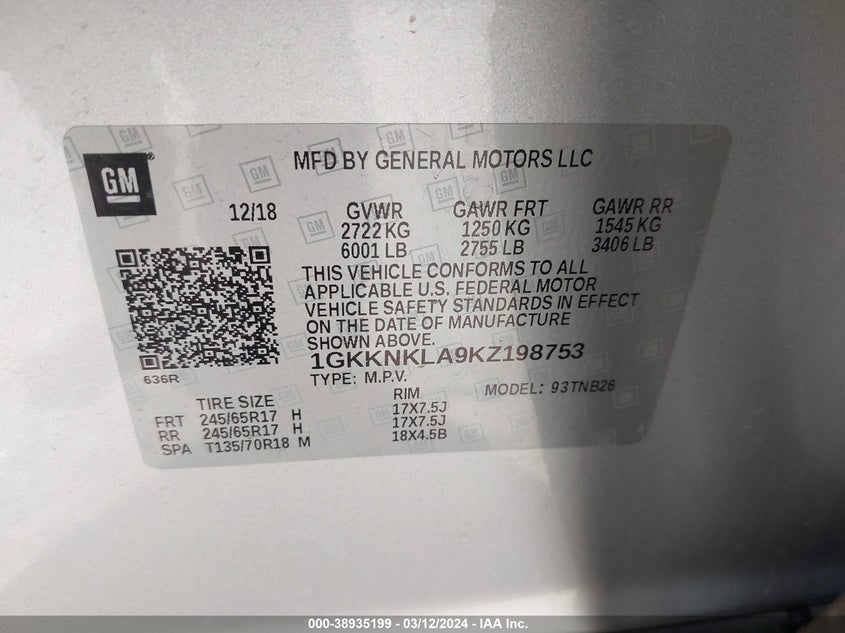 GM
MFD BY GENERAL MOTORS LLC
12/18
GVWR GAWR FRT GAWR RR
2722 KG 1250 KG 1545 KG
6001 LB 2755 LB 3406 LB
THIS VEHICLE CONFORMS TO ALL
APPLICABLE U.S. FEDERAL MOTOR
VEHICLE SAFETY STANDARDS IN EFFECT
ON THE DATE OF MANUFACTURE
SHOWN ABOVE.
1GKKNKLA9KZ198753
636R
TYPE: M.P.V. MODEL: 93TNB26
TIRE SIZE RIM
FRT 245/65R17 H 17X7.5J
RR 245/65R17 H 17X7.5J
SPA T135/70R18 M 18X4.5B
000-38935199 - 03/12/2024 - IAA Inc.